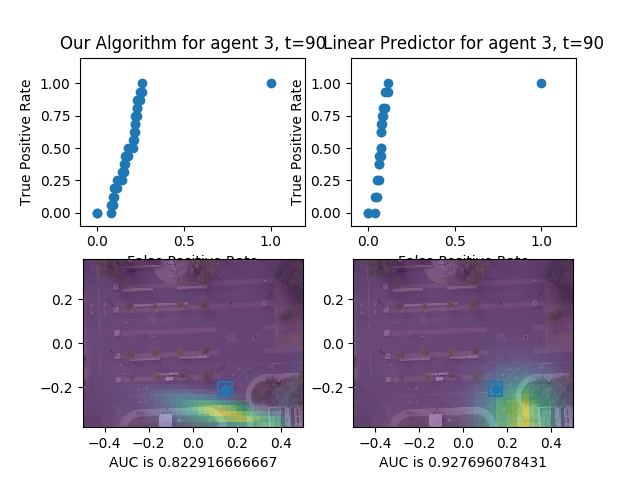 Our Algorithm for agent 3, t=90
Linear Predictor for agent 3, t=90
True Positive Rate
1.00
0.75
0.50
0.25
0.00
0.0 0.5 1.0
False Positive Rate
True Positive Rate
1.00
0.75
0.50
0.25
0.00
0.0 0.5 1.0
False Positive Rate
0.2
0.0
−0.2
−0.4 −0.2 0.0 0.2 0.4
AUC is 0.822916666667
0.2
0.0
−0.2
−0.4 −0.2 0.0 0.2 0.4
AUC is 0.927696078431